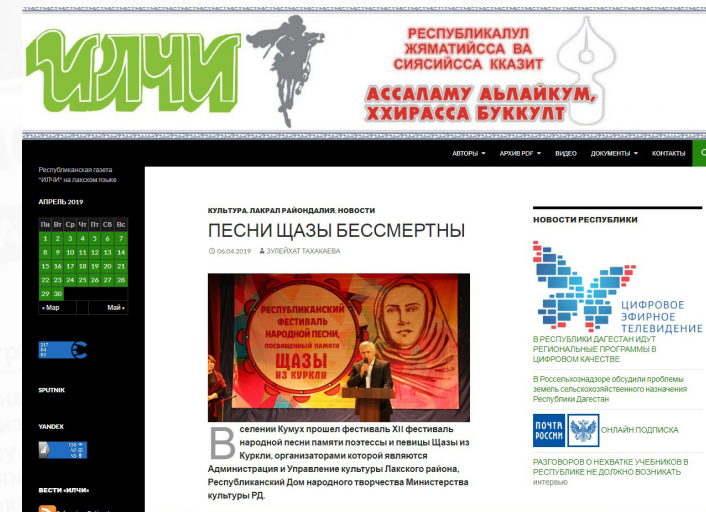 ИЛЧИ
РЕСПУБЛИКАЛУЛ
ЖЯМАТИЙССА ВА
СИЯСИЙССА ККАЗИТ
АССАЛАМУ АЬЛАЙКУМ,
ХХИРАССА БУККУЛТ
АВТОРЫ
АРХИВ PDF
ВИДЕО
ДОКУМЕНТЫ
КОНТАКТЫ
Республиканская газета
"ИЛЧИ" на лакском языке
АПРЕЛЬ 2019
Пн Вт Ср Чт Пт Сб Вс
1 2 3 4 5 6 7
8 9 10 11 12 13 14
15 16 17 18 19 20 21
22 23 24 25 26 27 28
29 30
« Мар Май »
SPUTNIK
YANDEX
ВЕСТИ «ИЛЧИ»
КУЛЬТУРА, ЛАКРАЛ РАЙОНДАЛИЯ, НОВОСТИ
ПЕСНИ ЩАЗЫ БЕССМЕРТНЫ
06.04.2019 ЗУЛЕЙХАТ ТАХАКАЕВА
РЕСПУБЛИКАНСКИЙ
ФЕСТИВАЛЬ
НАРОДНОЙ ПЕСНИ,
ПОСВЯЩЕННЫЙ ПАМЯТИ
ЩАЗЫ
ИЗ КУРКЛИ
В селении Кумух прошел фестиваль XII фестиваль
народной песни памяти поэтессы и певицы Щазы из
Куркли, организаторами которой являются
Администрация и Управление культуры Лакского района,
Республиканский Дом народного творчества Министерства
культуры РД.
НОВОСТИ РЕСПУБЛИКИ
ЦИФРОВОЕ
ЭФИРНОЕ
ТЕЛЕВИДЕНИЕ
В РЕСПУБЛИКИ ДАГЕСТАН ИДУТ
РЕГИОНАЛЬНЫЕ ПРОГРАММЫ В
ЦИФРОВОМ КАЧЕСТВЕ
В Россельхознадзоре обсудили проблемы
земель сельскохозяйственного назначения
Республики Дагестан
ПОЧТА
РОССИИ
ОНЛАЙН ПОДПИСКА
РАЗГОВОРОВ О НЕХВАТКЕ УЧЕБНИКОВ В
РЕСПУБЛИКЕ НЕ ДОЛЖНО ВОЗНИКАТЬ
интервью